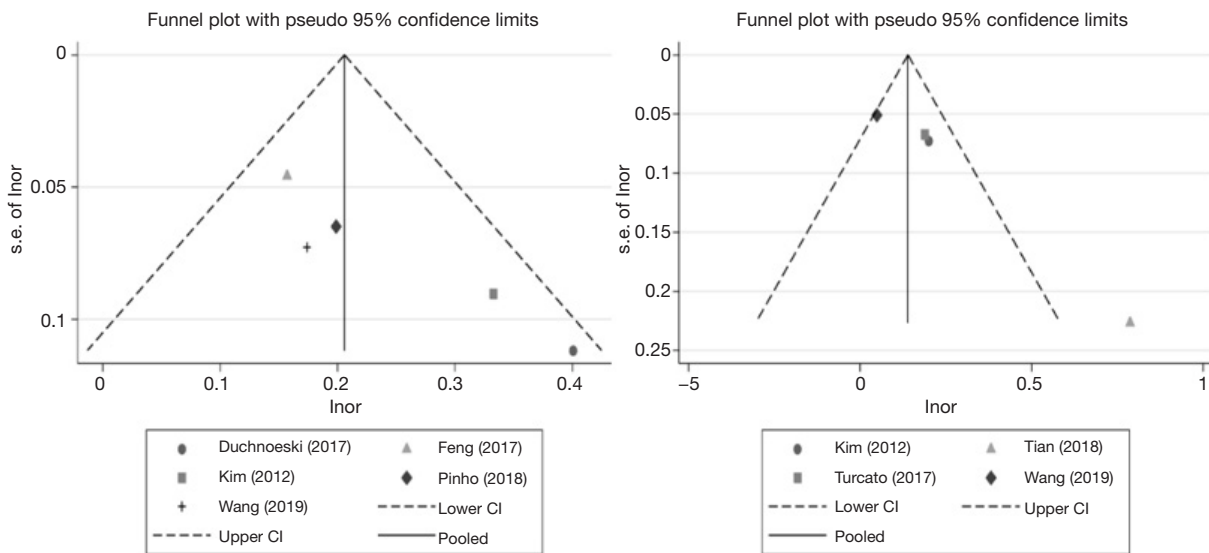 Funnel plot with pseudo 95% confidence limits
0
0.05
0.1
s.e. of lnor
0 0.1 0.2 0.3 0.4
lnor
Duchnoeski (2017) Feng (2017)
Kim (2012) Pinho (2018)
Wang (2019) Lower CI
Upper CI Pooled
Funnel plot with pseudo 95% confidence limits
0
0.05
0.1
0.15
0.2
0.25
s.e. of lnor
−5 0 0.5 1
lnor
Kim (2012) Tian (2018)
Turcato (2017) Wang (2019)
Lower CI Upper CI
Pooled